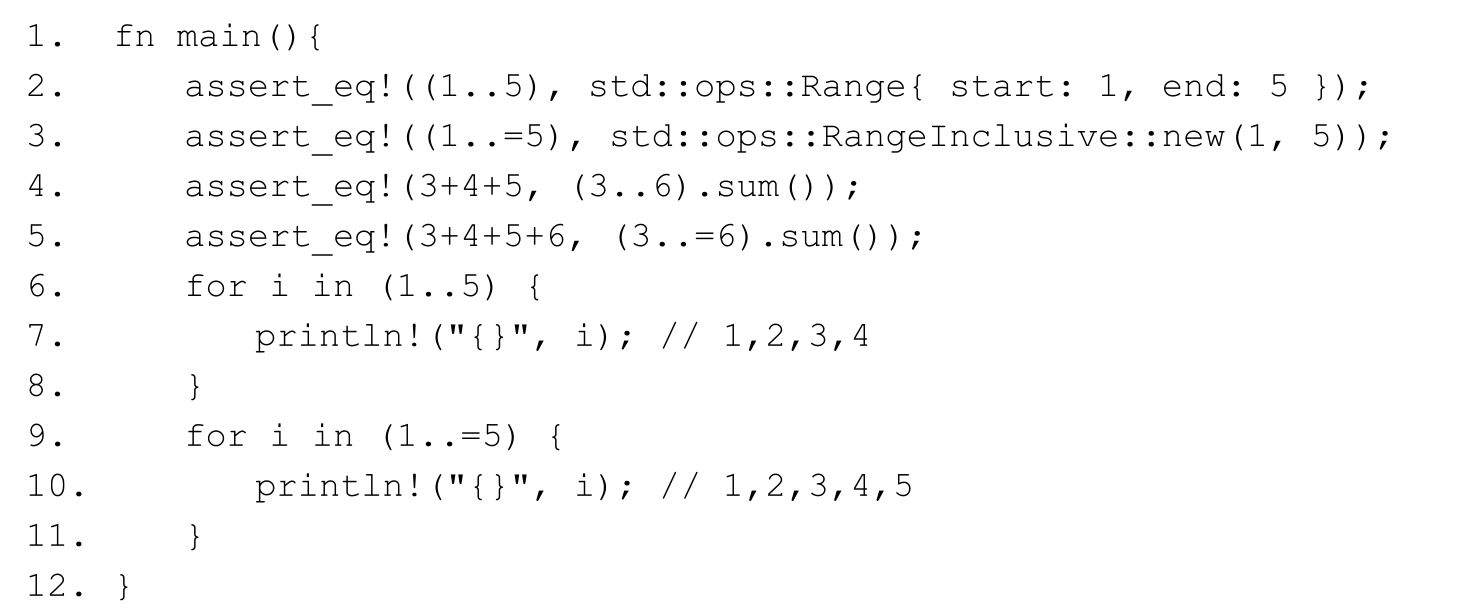 1.  fn main(){
2.      assert_eq!((1..5), std::ops::Range{ start: 1, end: 5 });
3.      assert_eq!((1..=5), std::ops::RangeInclusive::new(1, 5));
4.      assert_eq!(3+4+5, (3..6).sum());
5.      assert_eq!(3+4+5+6, (3..=6).sum());
6.      for i in (1..5) {
7.          println!("{}", i); // 1,2,3,4
8.      }
9.      for i in (1..=5) {
10.         println!("{}", i); // 1,2,3,4,5
11.     }
12. }